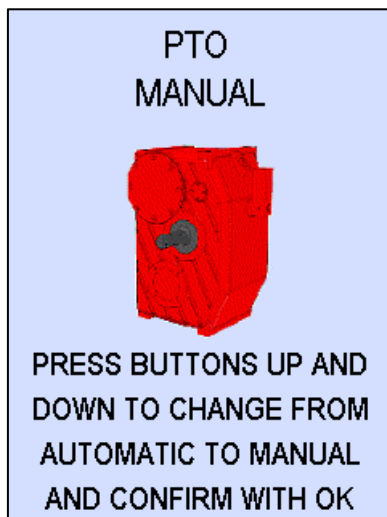 PTO
MANUAL
PRESS BUTTONS UP AND
DOWN TO CHANGE FROM
AUTOMATIC TO MANUAL
AND CONFIRM WITH OK